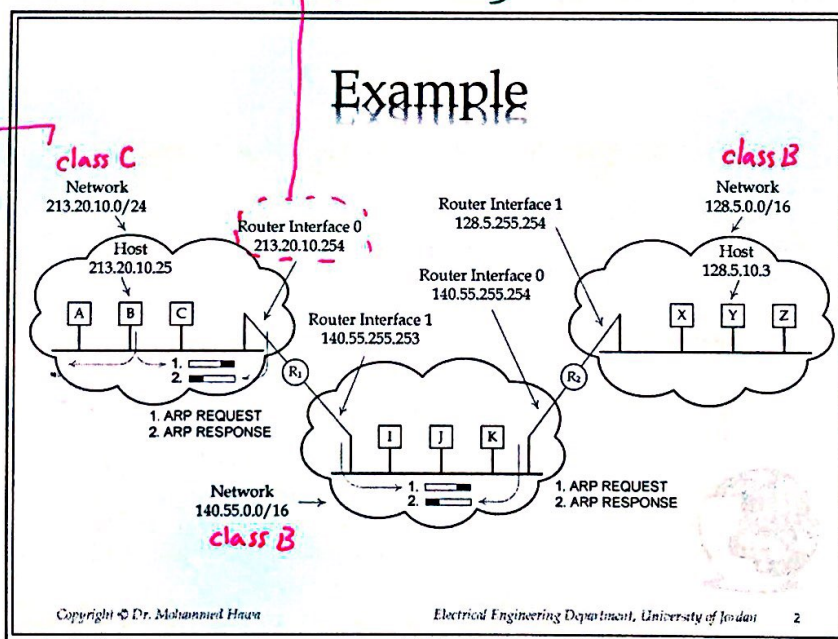 Example
class C
Network
213.20.10.0/24
Host
213.20.10.25
Router Interface 0
213.20.10.254
Router Interface 1
128.5.255.254
class B
Network
128.5.0.0/16
Host
128.5.10.3
Router Interface 0
140.55.255.254
Router Interface 1
140.55.255.253
A B C
X Y Z
R1
R2
1.
2.
1. ARP REQUEST
2. ARP RESPONSE
I J K
1.
2.
1. ARP REQUEST
2. ARP RESPONSE
Network
140.55.0.0/16
class B
Copyright © Dr. Mohammed Hawa
Electrical Engineering Department, University of Jordan 2